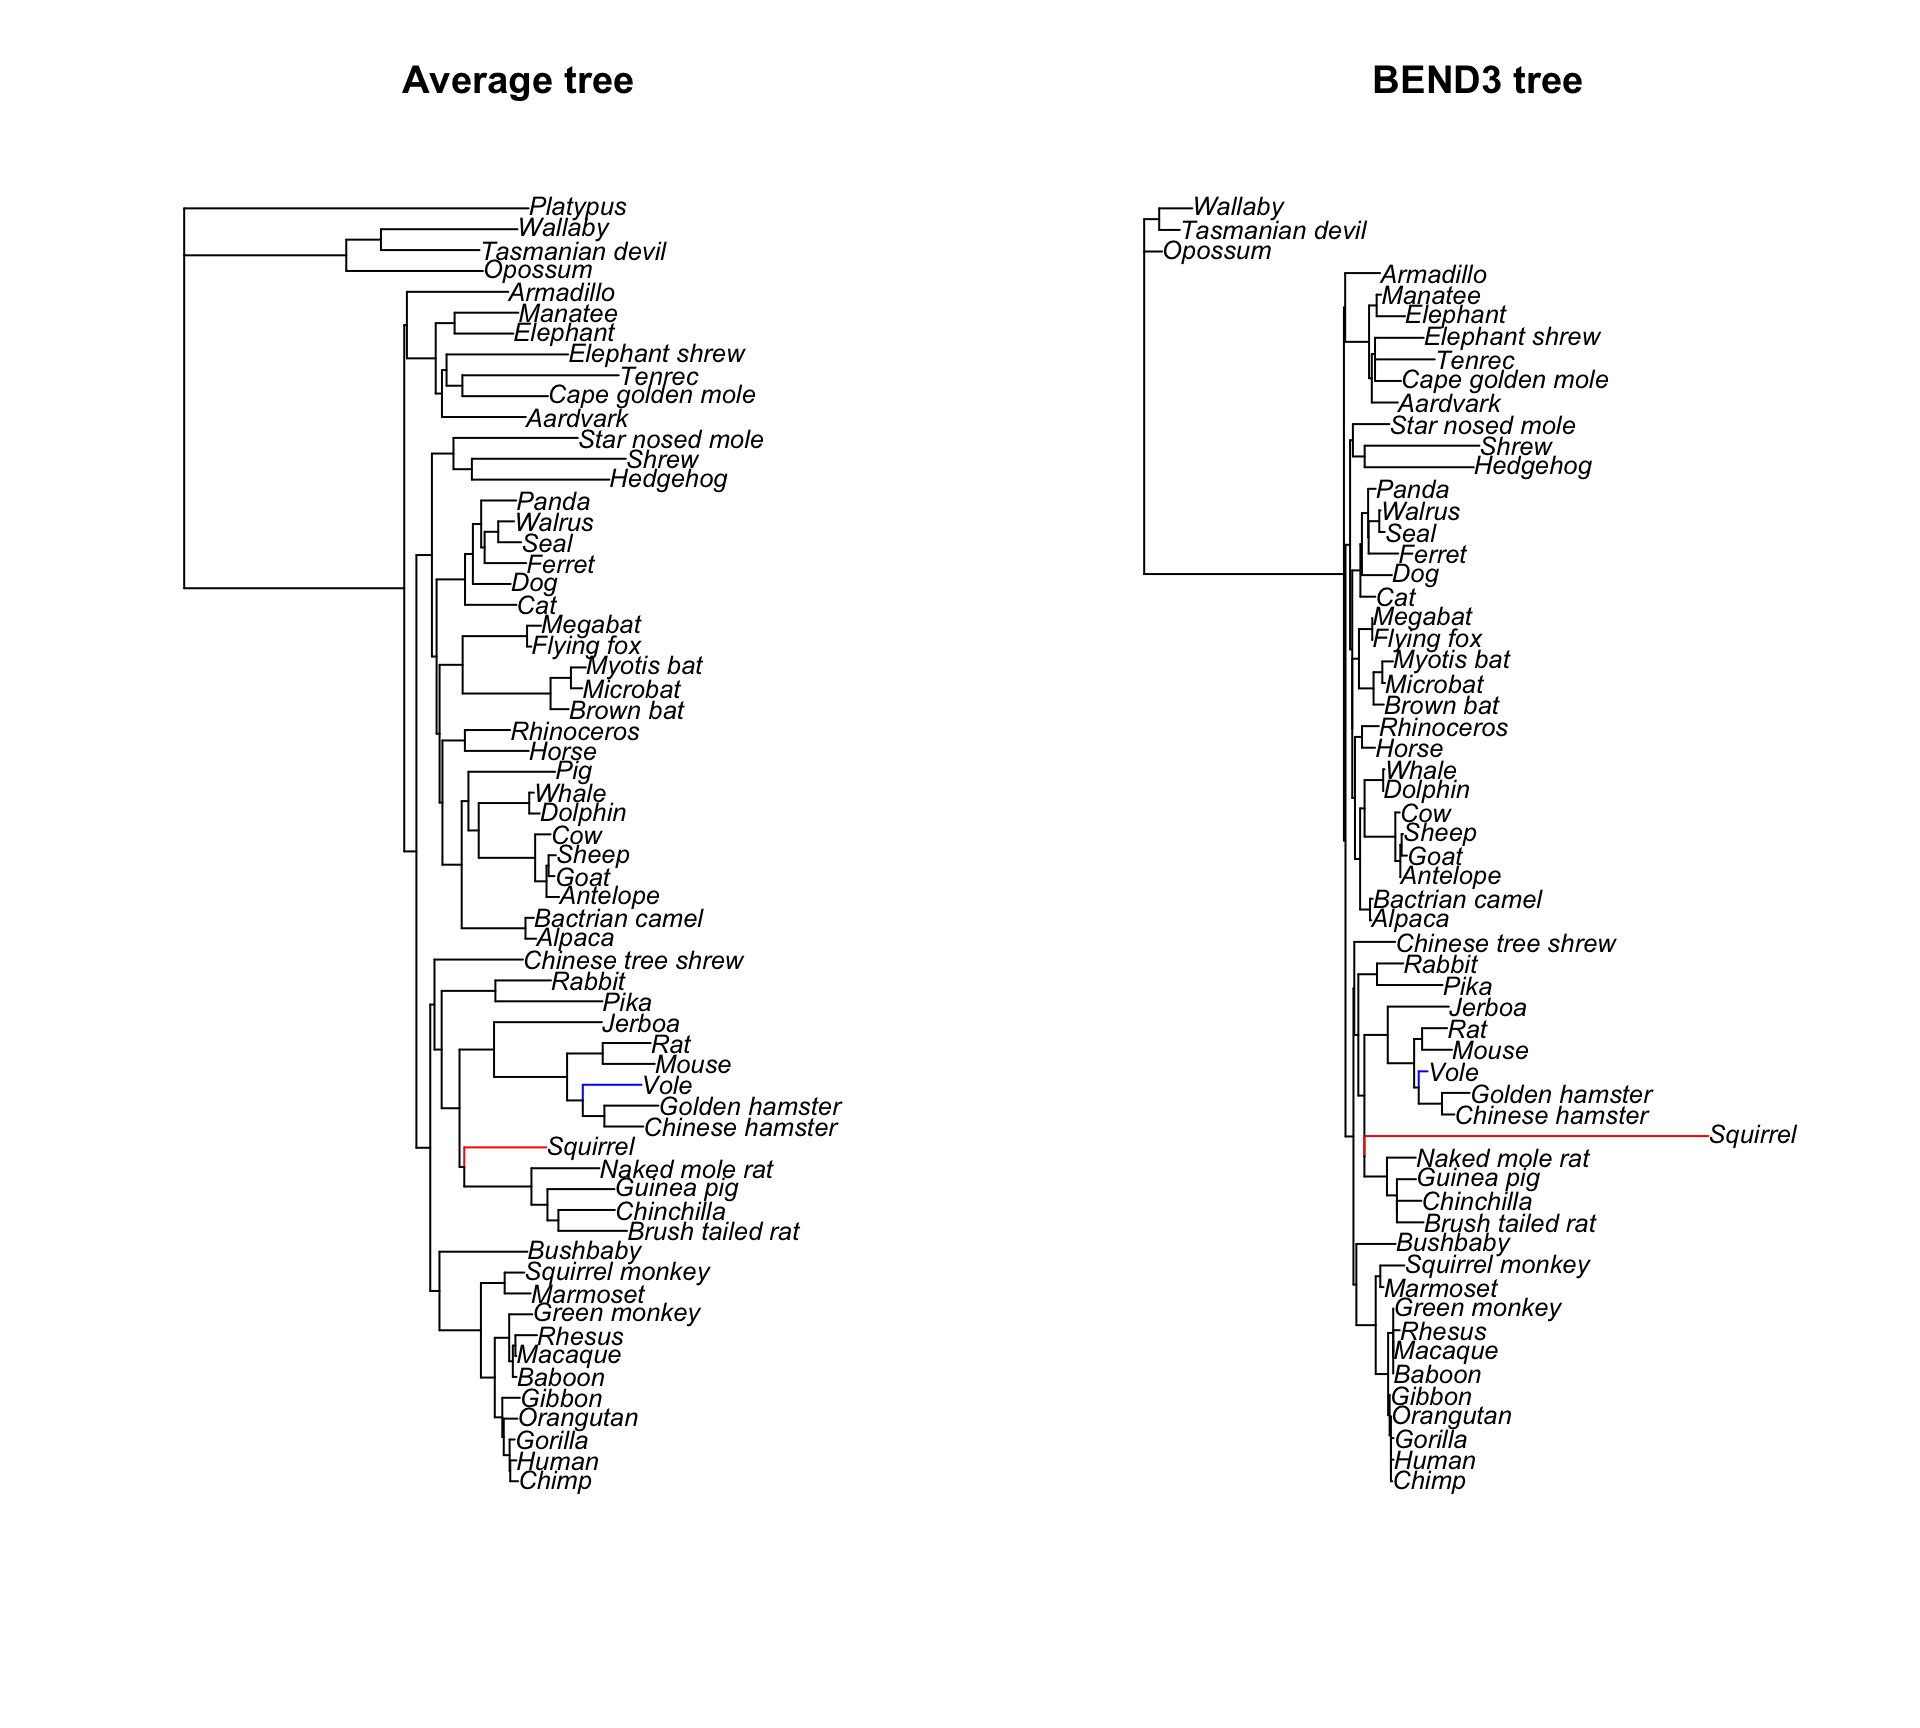 Average tree
Platypus
Wallaby
Tasmanian devil
Opossum
Armadillo
Manatee
Elephant
Elephant shrew
Tenrec
Cape golden mole
Aardvark
Star nosed mole
Shrew
Hedgehog
Panda
Walrus
Seal
Ferret
Dog
Cat
Megabat
Flying fox
Myotis bat
Microbat
Brown bat
Rhinoceros
Horse
Pig
Whale
Dolphin
Cow
Sheep
Goat
Antelope
Bactrian camel
Alpaca
Chinese tree shrew
Rabbit
Pika
Jerboa
Rat
Mouse
Vole
Golden hamster
Chinese hamster
Squirrel
Naked mole rat
Guinea pig
Chinchilla
Brush tailed rat
Bushbaby
Squirrel monkey
Marmoset
Green monkey
Rhesus
Macaque
Baboon
Gibbon
Orangutan
Gorilla
Human
Chimp
BEND3 tree
Wallaby
Tasmanian devil
Opossum
Armadillo
Manatee
Elephant
Elephant shrew
Tenrec
Cape golden mole
Aardvark
Star nosed mole
Shrew
Hedgehog
Panda
Walrus
Seal
Ferret
Dog
Cat
Megabat
Flying fox
Myotis bat
Microbat
Brown bat
Rhinoceros
Horse
Whale
Dolphin
Cow
Sheep
Goat
Antelope
Bactrian camel
Alpaca
Chinese tree shrew
Rabbit
Pika
Jerboa
Rat
Mouse
Vole
Golden hamster
Chinese hamster
Squirrel
Naked mole rat
Guinea pig
Chinchilla
Brush tailed rat
Bushbaby
Squirrel monkey
Marmoset
Green monkey
Rhesus
Macaque
Baboon
Gibbon
Orangutan
Gorilla
Human
Chimp